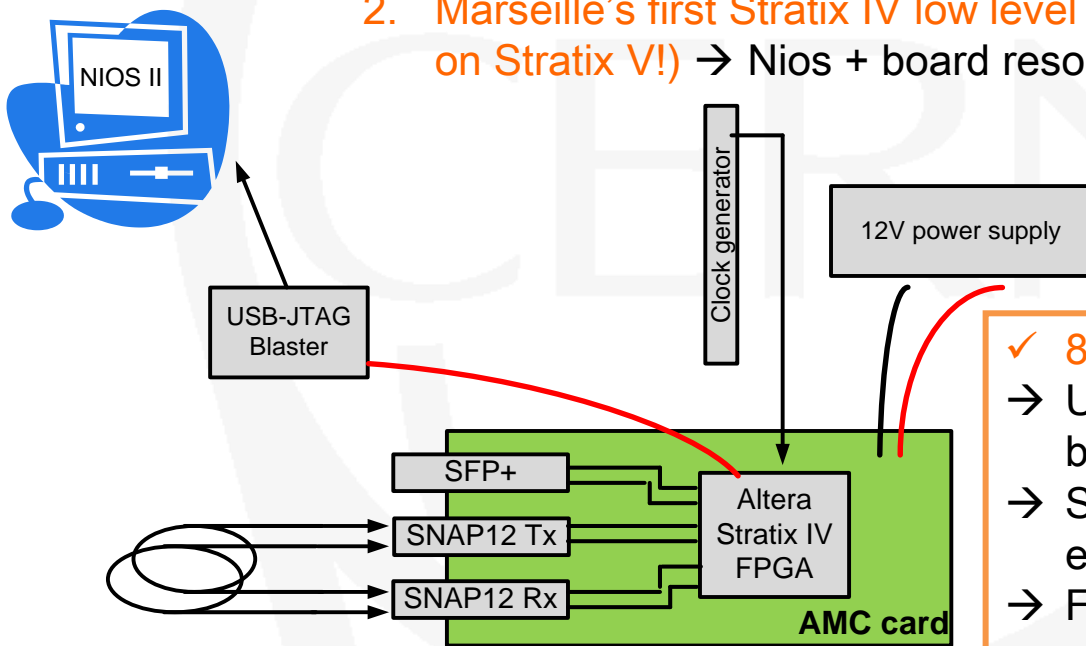 2. Marseille's first Stratix IV low level
on Stratix V!) → Nios + board reso
NIOS II
Clock generator
12V power supply
USB-JTAG
Blaster
✓ 8
→ U
b
→ S
e
→ F
SFP+
SNAP12 Tx
SNAP12 Rx
Altera
Stratix IV
FPGA
AMC card
CERN